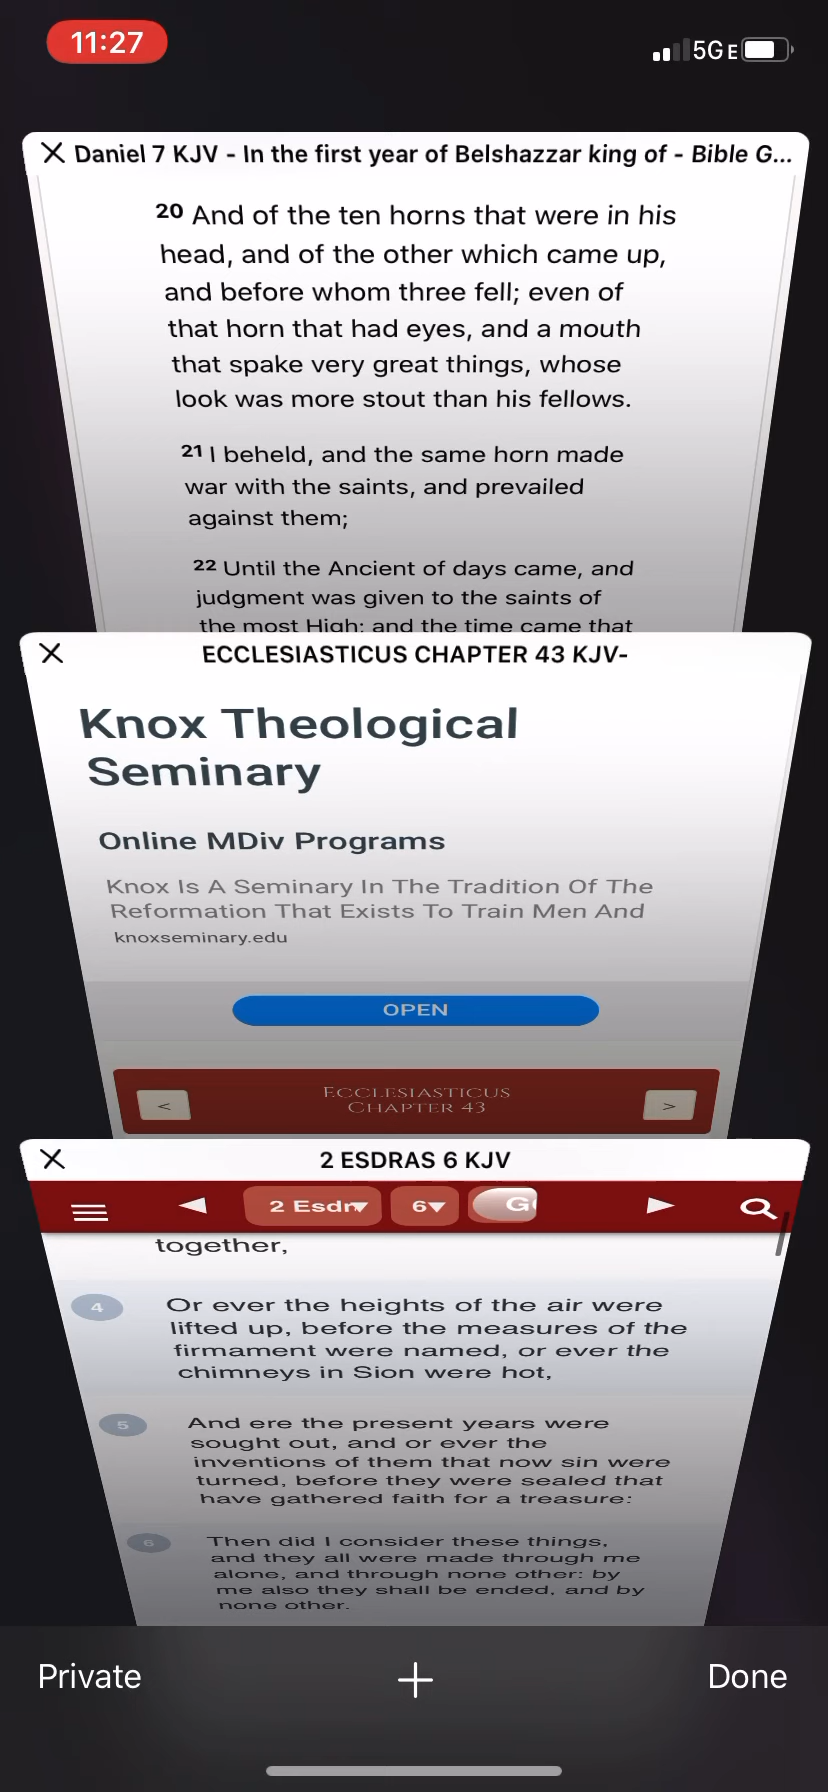 11:27
5GE
Daniel 7 KJV - In the first year of Belshazzar king of - Bible G...
20 And of the ten horns that were in his
head, and of the other which came up,
and before whom three fell; even of
that horn that had eyes, and a mouth
that spake very great things, whose
look was more stout than his fellows.
21 I beheld, and the same horn made
war with the saints, and prevailed
against them;
22 Until the Ancient of days came, and
judgment was given to the saints of
the most High; and the time came that
ECCLESIASTICUS CHAPTER 43 KJV-
Knox Theological
Seminary
Online MDiv Programs
Knox Is A Seminary In The Tradition Of The
Reformation That Exists To Train Men And
knoxseminary.edu
OPEN
<
ECCLESIASTICUS
CHAPTER 43
>
2 ESDRAS 6 KJV
2 Esdr
6
G
together,
4 Or ever the heights of the air were
lifted up, before the measures of the
firmament were named, or ever the
chimneys in Sion were hot,
5 And ere the present years were
sought out, and or ever the
inventions of them that now sin were
turned, before they were sealed that
have gathered faith for a treasure:
6 Then did I consider these things,
and they all were made through me
alone, and through none other: by
me also they shall be ended, and by
none other.
Private
+
Done